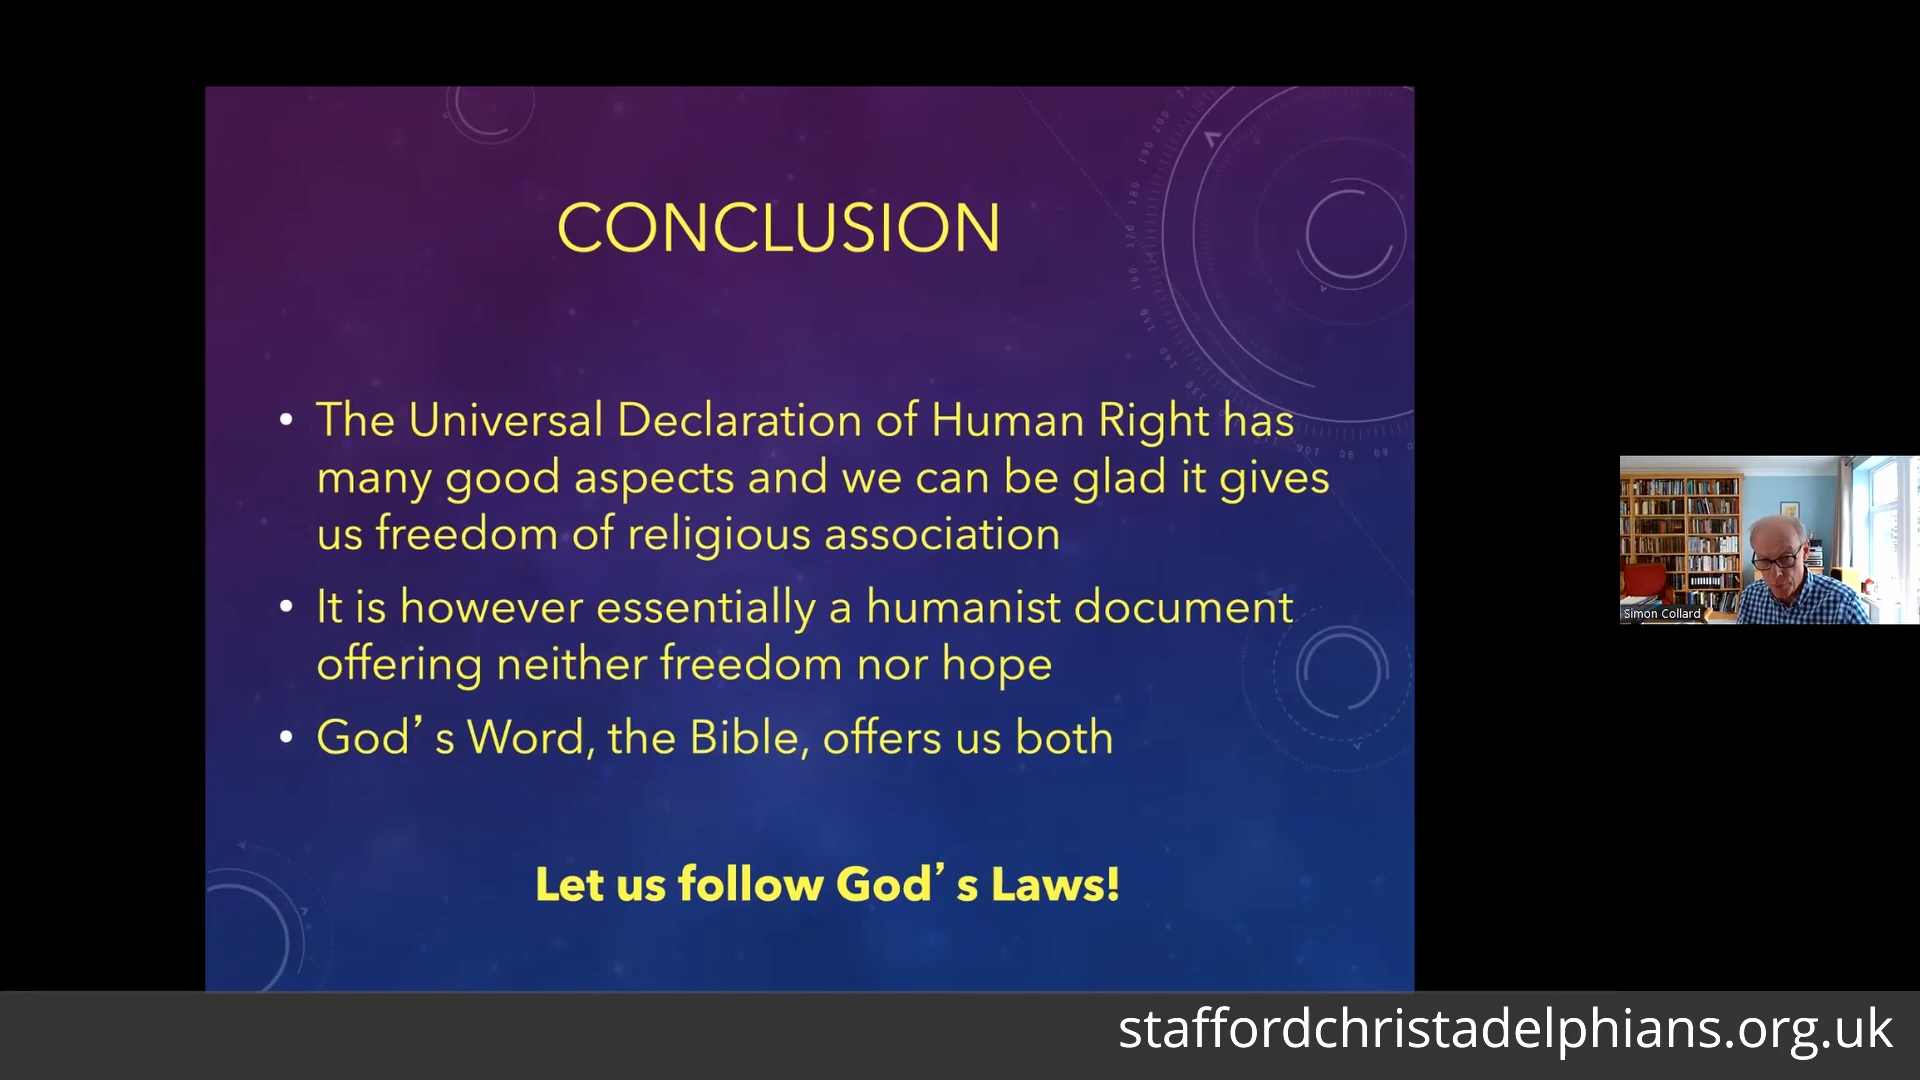 CONCLUSION
• The Universal Declaration of Human Right has
many good aspects and we can be glad it gives
us freedom of religious association
• It is however essentially a humanist document
offering neither freedom nor hope
• God’ s Word, the Bible, offers us both
Let us follow God’ s Laws!
Simon Collard
staffordchristadelphians.org.uk